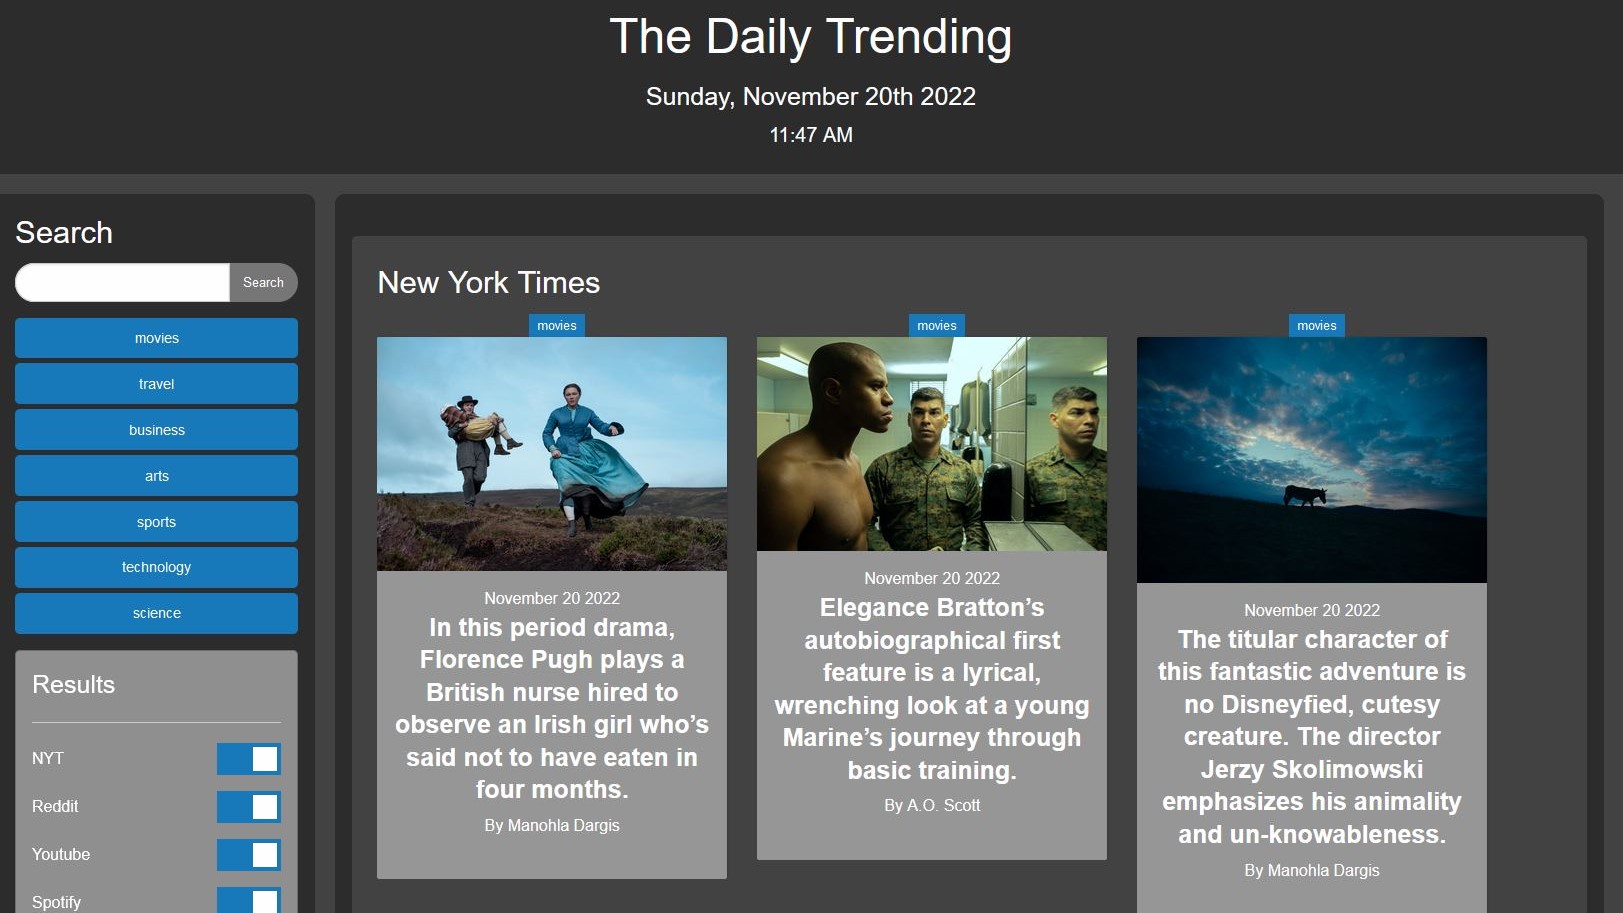 The Daily Trending
Sunday, November 20th 2022
11:47 AM
Search
Search
movies
travel
business
arts
sports
technology
science
Results
NYT
Reddit
Youtube
Spotify
New York Times
movies
November 20 2022
In this period drama,
Florence Pugh plays a
British nurse hired to
observe an Irish girl who’s
said not to have eaten in
four months.
By Manohla Dargis
movies
November 20 2022
Elegance Bratton’s
autobiographical first
feature is a lyrical,
wrenching look at a young
Marine’s journey through
basic training.
By A.O. Scott
movies
November 20 2022
The titular character of
this fantastic adventure is
no Disneyfied, cutesy
creature. The director
Jerzy Skolimowski
emphasizes his animality
and un-knowableness.
By Manohla Dargis